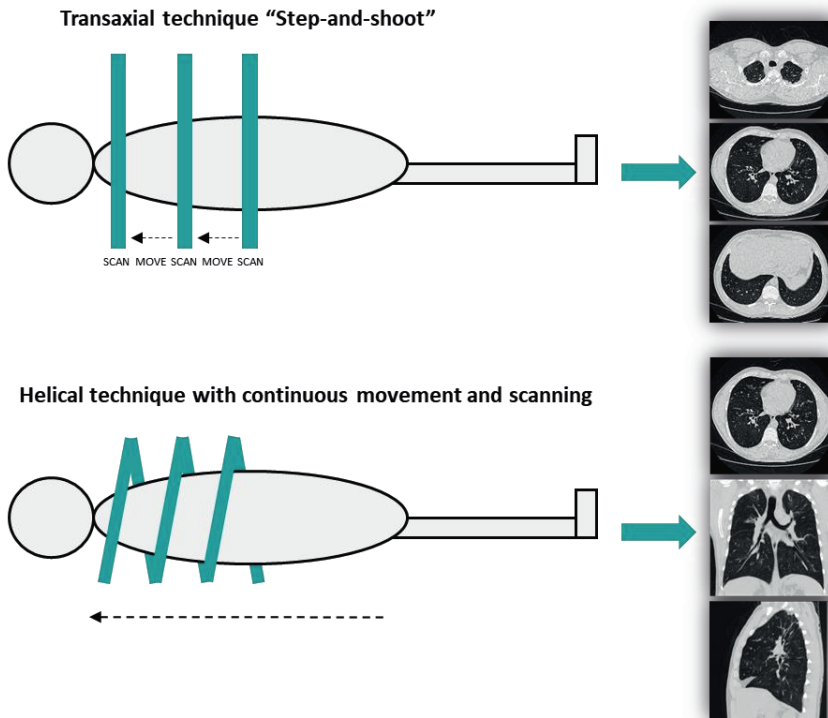 Transaxial technique “Step-and-shoot”
SCAN MOVE SCAN MOVE SCAN
Helical technique with continuous movement and scanning